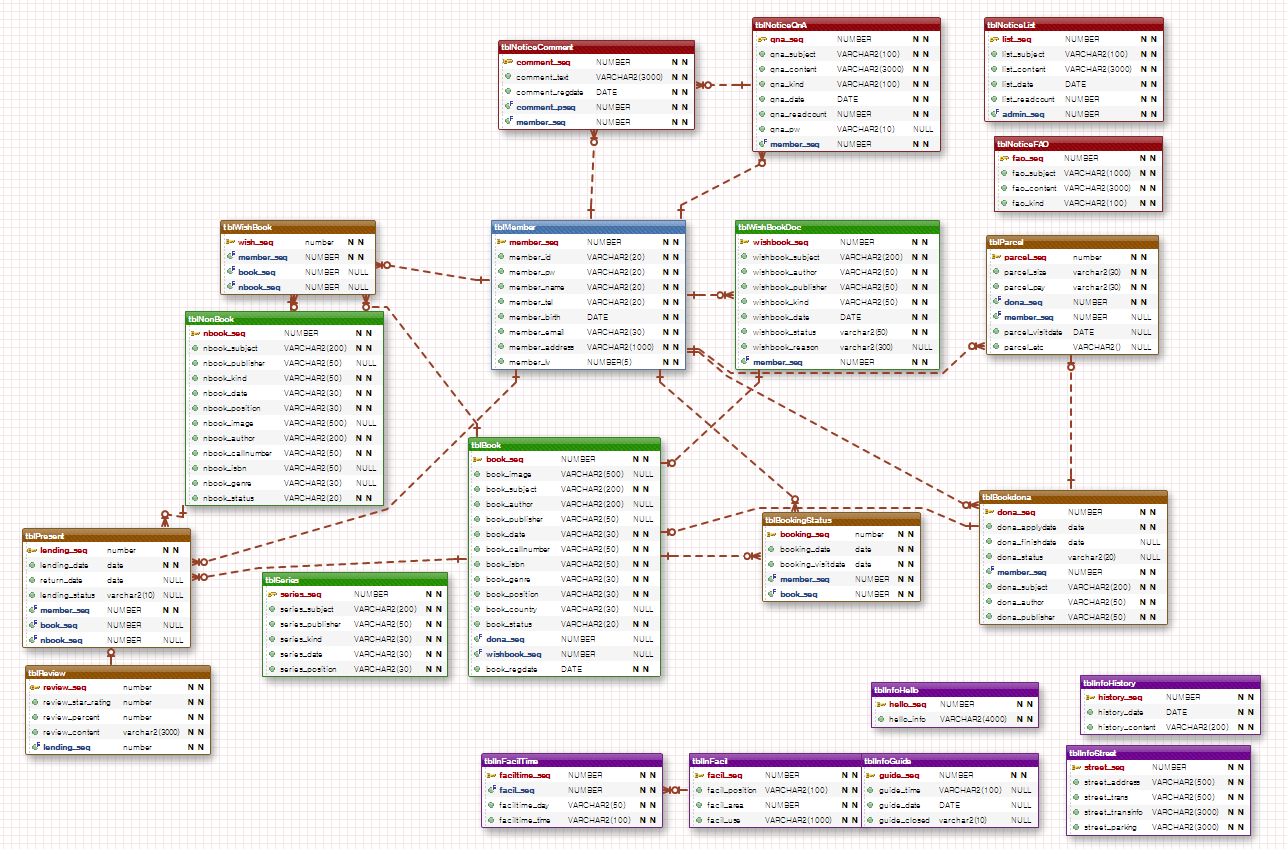 tblNoticeComment
comment_seq NUMBER N N
comment_text VARCHAR2(3000) N N
comment_regdate DATE N N
comment_pseq NUMBER N N
member_seq NUMBER N N
tblNoticeQnA
qna_seq NUMBER N N
qna_subject VARCHAR2(100) N N
qna_content VARCHAR2(3000) N N
qna_kind VARCHAR2(100) N N
qna_date DATE N N
qna_readcount NUMBER N N
qna_pw VARCHAR2(10) NULL
member_seq NUMBER N N
tblNoticeList
list_seq NUMBER N N
list_subject VARCHAR2(100) N N
list_content VARCHAR2(3000) N N
list_date DATE N N
list_readcount NUMBER N N
admin_seq NUMBER N N
tblNoticeFAO
fao_seq NUMBER N N
fao_subject VARCHAR2(1000) N N
fao_content VARCHAR2(3000) N N
fao_kind VARCHAR2(100) N N
tblWishBook
wish_seq number N N
member_seq NUMBER N N
book_seq NUMBER NULL
nbook_seq NUMBER NULL
tblMember
member_seq NUMBER N N
member_id VARCHAR2(20) N N
member_pw VARCHAR2(20) N N
member_name VARCHAR2(20) N N
member_tel VARCHAR2(20) N N
member_birth DATE N N
member_email VARCHAR2(30) N N
member_address VARCHAR2(1000) N N
member_lv NUMBER(5) N N
tblWishBookDoc
wishbook_seq NUMBER N N
wishbook_subject VARCHAR2(200) N N
wishbook_author VARCHAR2(50) N N
wishbook_publisher VARCHAR2(50) N N
wishbook_kind VARCHAR2(50) N N
wishbook_date DATE N N
wishbook_status varchar2(50) N N
wishbook_reason varchar2(300) NULL
member_seq NUMBER N N
tblParcel
parcel_seq number N N
parcel_size varchar2(30) N N
parcel_pay varchar2(30) N N
dona_seq NUMBER N N
member_seq NUMBER NULL
parcel_visitdate DATE NULL
parcel_etc VARCHAR2() NULL
tblNonBook
nbook_seq NUMBER N N
nbook_subject VARCHAR2(200) N N
nbook_publisher VARCHAR2(50) NULL
nbook_kind VARCHAR2(50) N N
nbook_date VARCHAR2(30) N N
nbook_position VARCHAR2(30) N N
nbook_image VARCHAR2(500) NULL
nbook_author VARCHAR2(200) N N
nbook_callnumber VARCHAR2(50) N N
nbook_isbn VARCHAR2(50) NULL
nbook_genre VARCHAR2(30) NULL
nbook_status VARCHAR2(20) N N
tblBook
book_seq NUMBER N N
book_image VARCHAR2(500) NULL
book_subject VARCHAR2(200) N N
book_author VARCHAR2(200) N N
book_publisher VARCHAR2(50) NULL
book_date VARCHAR2(30) N N
book_callnumber VARCHAR2(50) N N
book_isbn VARCHAR2(50) NULL
book_genre VARCHAR2(30) N N
book_position VARCHAR2(30) N N
book_country VARCHAR2(30) NULL
book_status VARCHAR2(20) N N
dona_seq NUMBER NULL
wishbook_seq NUMBER NULL
book_regdate DATE N N
tblBookingStatus
booking_seq number N N
booking_date date N N
booking_visitdate date N N
member_seq NUMBER N N
book_seq NUMBER N N
tblBookdona
dona_seq NUMBER N N
dona_applydate date N N
dona_finishdate date NULL
dona_status varchar2(20) NULL
member_seq NUMBER N N
dona_subject VARCHAR2(200) N N
dona_author VARCHAR2(50) N N
dona_publisher VARCHAR2(50) N N
tblPresent
lending_seq number N N
lending_date date N N
return_date date NULL
lending_status varchar2(10) NULL
member_seq NUMBER N N
book_seq NUMBER NULL
nbook_seq NUMBER NULL
tblSeries
series_seq NUMBER N N
series_subject VARCHAR2(200) N N
series_publisher VARCHAR2(50) N N
series_kind VARCHAR2(30) N N
series_date VARCHAR2(30) N N
series_position VARCHAR2(30) N N
tblReview
review_seq number N N
review_star_rating number N N
review_percent number N N
review_content varchar2(3000) N N
lending_seq number N N
tblInfoHello
hello_seq NUMBER N N
hello_info VARCHAR2(4000) N N
tblInfoHistory
history_seq NUMBER N N
history_date DATE N N
history_content VARCHAR2(200) N N
tblInFacilTime
faciltime_seq NUMBER N N
facil_seq NUMBER N N
faciltime_day VARCHAR2(50) N N
faciltime_time VARCHAR2(100) N N
tblInFacil
facil_seq NUMBER N N
facil_position VARCHAR2(100) N N
facil_area NUMBER N N
facil_use VARCHAR2(1000) N N
tblInfoGuide
guide_seq NUMBER N N
guide_time VARCHAR2(100) NULL
guide_date DATE NULL
guide_closed varchar2(10) NULL
tblInfoStreet
street_seq NUMBER N N
street_address VARCHAR2(500) N N
street_trans VARCHAR2(500) N N
street_transinfo VARCHAR2(3000) N N
street_parking VARCHAR2(3000) N N